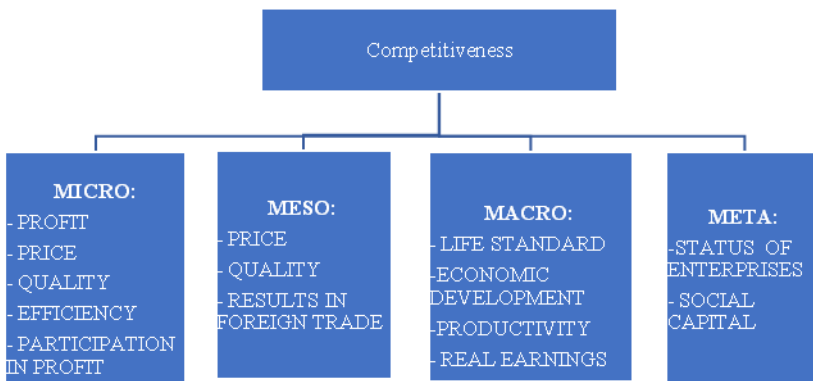 Competitiveness
MICRO:
- PROFIT
- PRICE
- QUALITY
- EFFICIENCY
- PARTICIPATION
IN PROFIT
MESO:
- PRICE
- QUALITY
- RESULTS IN
FOREIGN TRADE
MACRO:
- LIFE STANDARD
-ECONOMIC
DEVELOPMENT
-PRODUCTIVITY
- REAL EARNINGS
META:
-STATUS OF
ENTERPRISES
- SOCIAL
CAPITAL